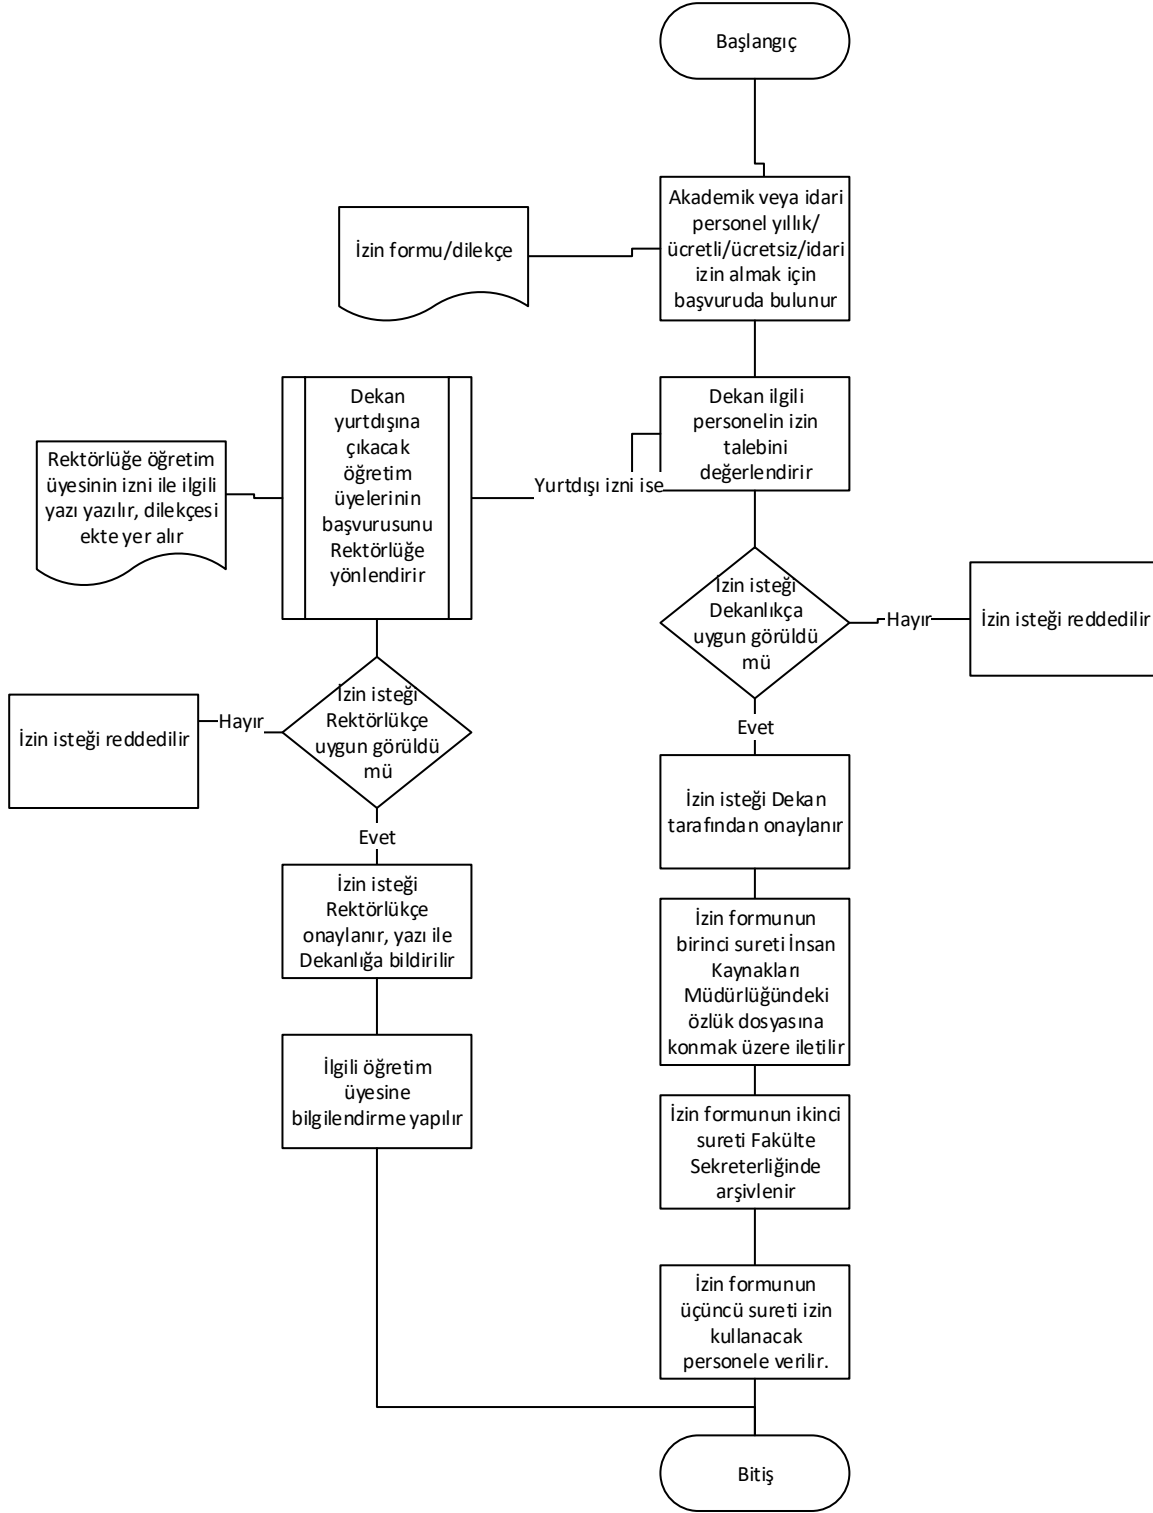 Başlangıç
Akademik veya idari
personel yıllık/
ücretli/ücretsiz/idari
izin almak için
başvuruda bulunur
İzin formu/dilekçe
Dekan ilgili
personelin izin
talebini
değerlendirir
Yurtdışı izni ise
Dekan
yurtdışına
çıkacak
öğretim
üyelerinin
başvurusunu
Rektörlüğe
yönlendirir
Rektörlüğe öğretim
üyesinin izni ile ilgili
yazı yazılır, dilekçesi
ekte yer alır
İzin isteği
Dekanlıkça
uygun görüldü
mü
Hayır
İzin isteği reddedilir
İzin isteği
Rektörlükçe
uygun görüldü
mü
Hayır
İzin isteği reddedilir
Evet
İzin isteği Dekan
tarafından onaylanır
Evet
İzin isteği
Rektörlükçe
onaylanır, yazı ile
Dekanlığa bildirilir
İzin formunun
birinci sureti İnsan
Kaynakları
Müdürlüğündeki
özlük dosyasına
konmak üzere iletilir
İlgili öğretim
üyesine
bilgilendirme yapılır
İzin formunun ikinci
sureti Fakülte
Sekreterliğinde
arşivlenir
İzin formunun
üçüncü sureti izin
kullanacak
personele verilir.
Bitiş